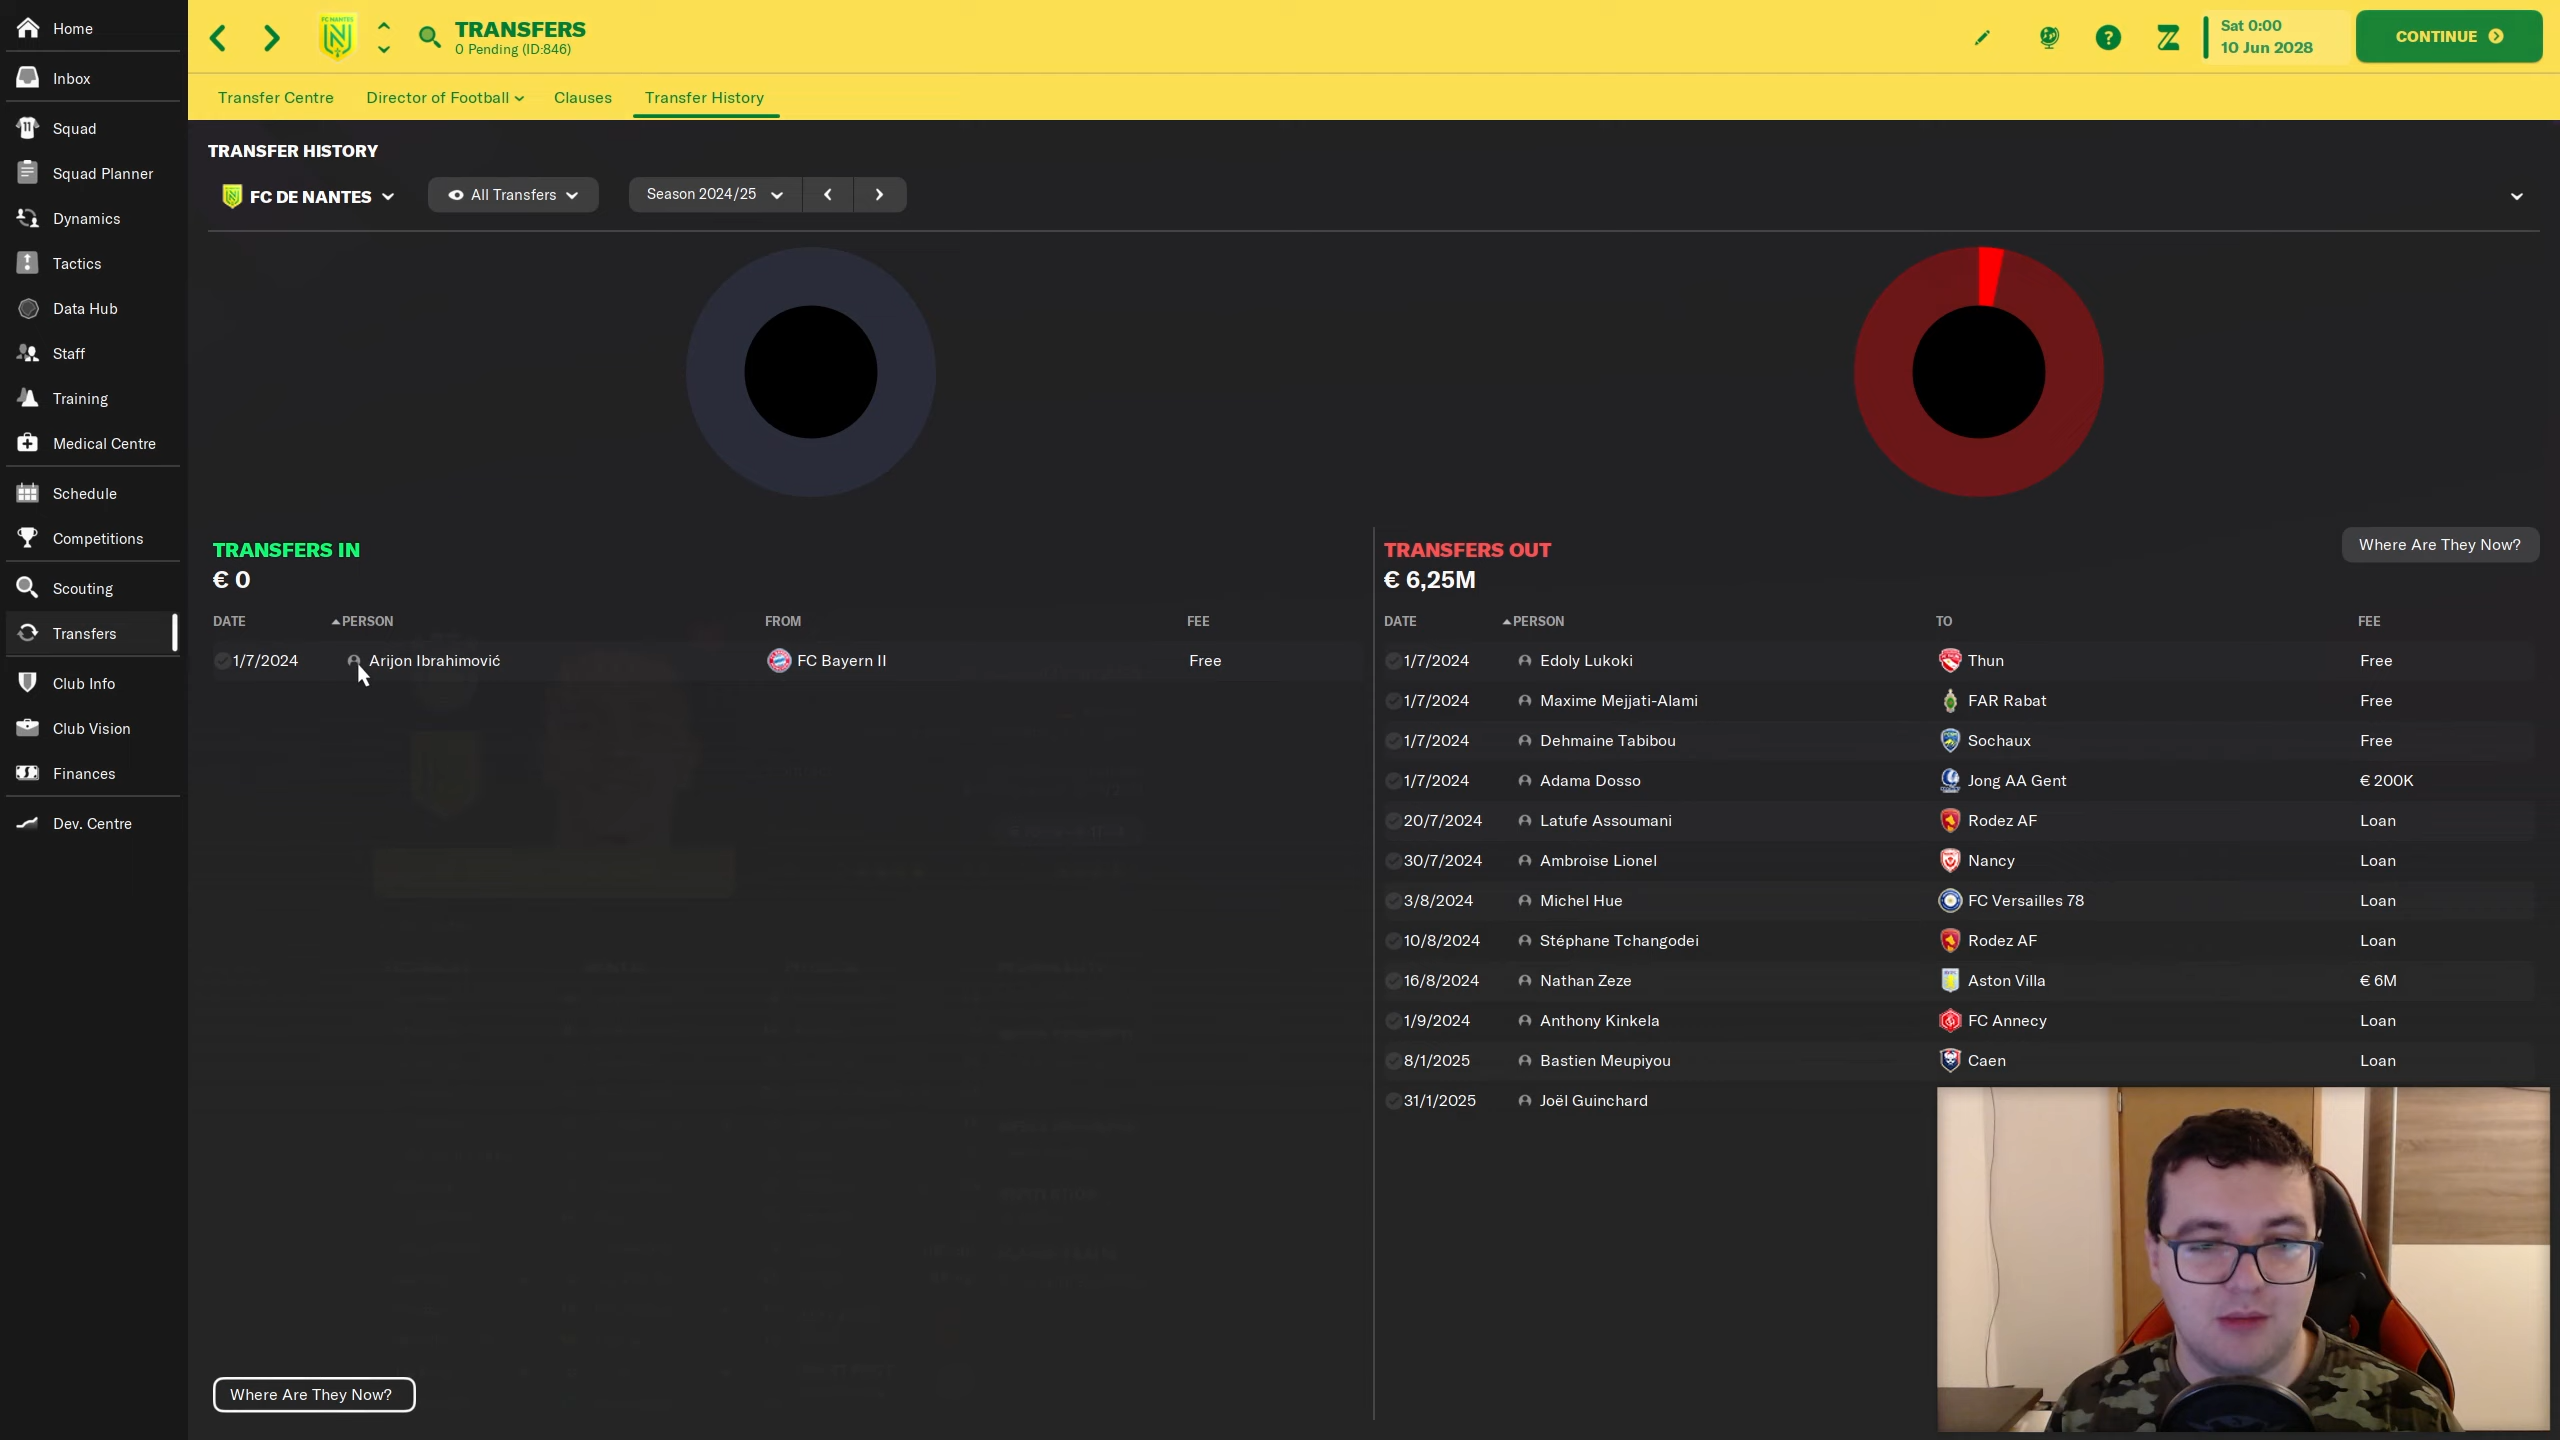 Home
Inbox
Squad
Squad Planner
Dynamics
Tactics
Data Hub
Staff
Training
Medical Centre
Schedule
Competitions
Scouting
Transfers
Club Info
Club Vision
Finances
Dev. Centre
TRANSFERS
0 Pending (ID:846)
Sat 0:00
10 Jun 2028
CONTINUE
Transfer Centre Director of Football Clauses Transfer History
TRANSFER HISTORY
FC DE NANTES All Transfers Season 2024/25
TRANSFERS IN
€ 0
DATE PERSON FROM FEE
1/7/2024 Arijon Ibrahimović FC Bayern II Free
Where Are They Now?
TRANSFERS OUT
Where Are They Now?
€ 6,25M
DATE PERSON TO FEE
1/7/2024 Edoly Lukoki Thun Free
1/7/2024 Maxime Mejjati-Alami FAR Rabat Free
1/7/2024 Dehmaine Tabibou Sochaux Free
1/7/2024 Adama Dosso Jong AA Gent € 200K
20/7/2024 Latufe Assoumani Rodez AF Loan
30/7/2024 Ambroise Lionel Nancy Loan
3/8/2024 Michel Hue FC Versailles 78 Loan
10/8/2024 Stéphane Tchangodei Rodez AF Loan
16/8/2024 Nathan Zeze Aston Villa € 6M
1/9/2024 Anthony Kinkela FC Annecy Loan
8/1/2025 Bastien Meupiyou Caen Loan
31/1/2025 Joël Guinchard